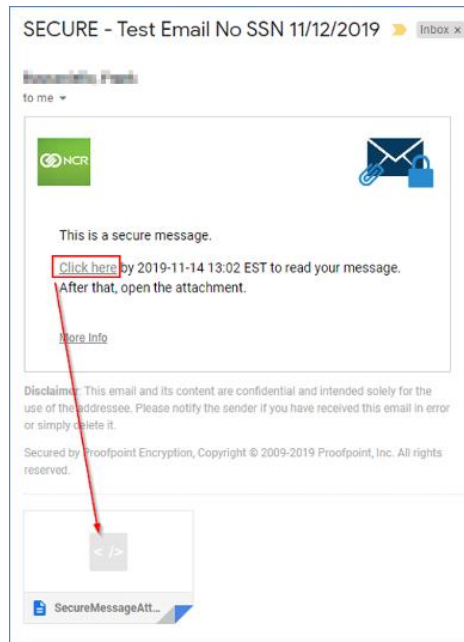 SECURE - Test Email No SSN 11/12/2019
Inbox x
to me
NCR
This is a secure message.
Click here by 2019-11-14 13:02 EST to read your message.
After that, open the attachment.
More Info
Disclaimer: This email and its content are confidential and intended solely for the
use of the addressee. Please notify the sender if you have received this email in error
or simply delete it.
Secured by Proofpoint Encryption, Copyright © 2009-2019 Proofpoint, Inc. All rights
reserved.
</>
SecureMessageAtt...